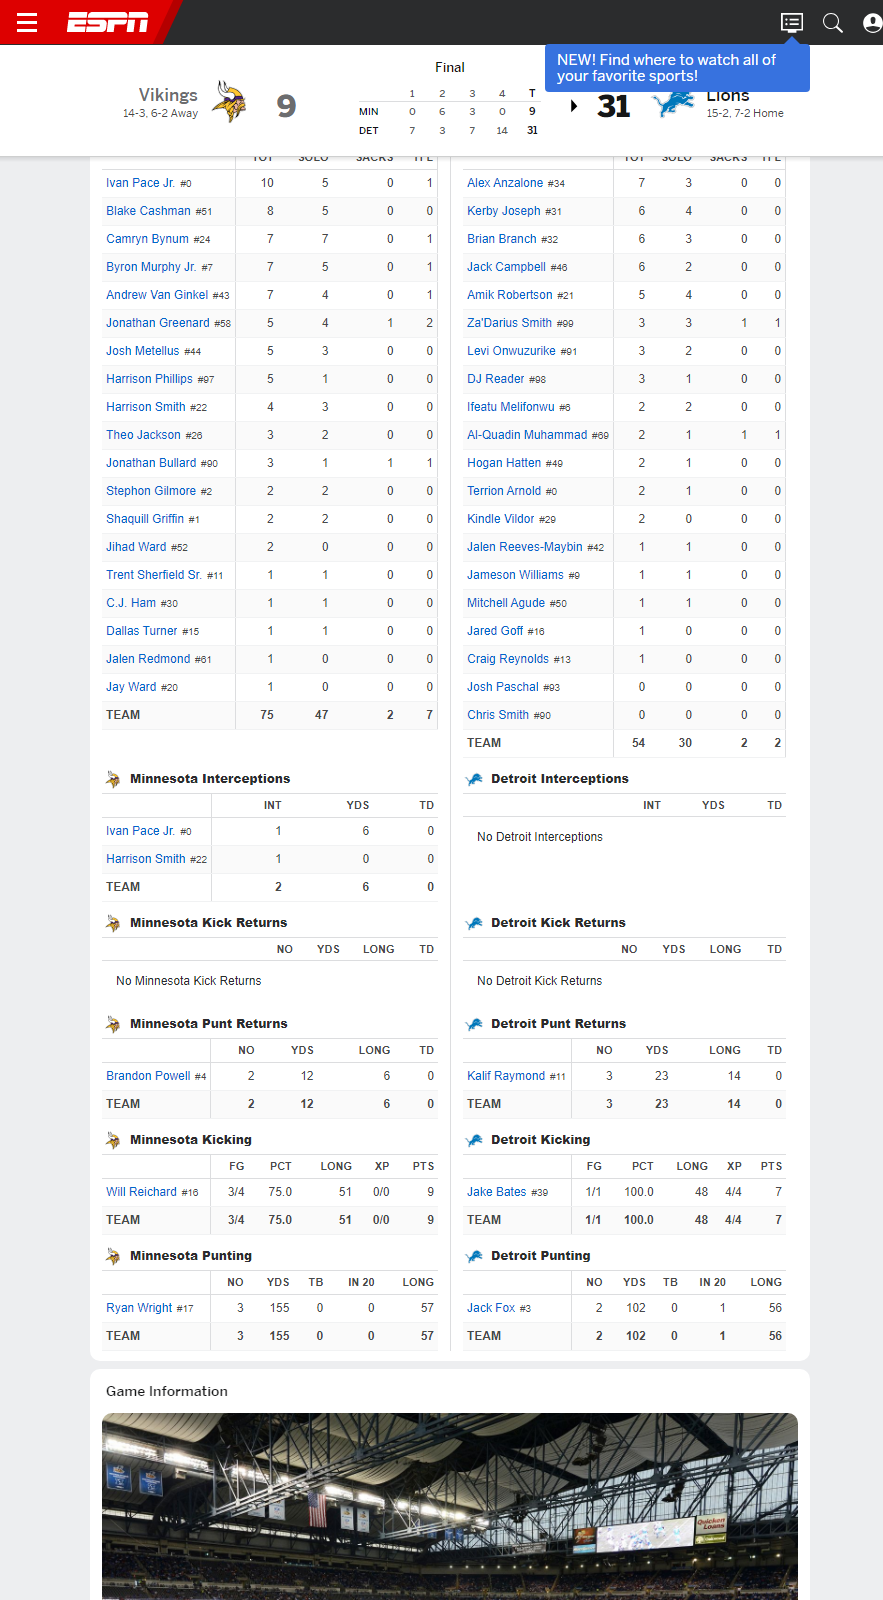 ESPN
NEW! Find where to watch all of
your favorite sports!
Final
Vikings
14-3, 6-2 Away
9
1 2 3 4 T
MIN 0 6 3 0 9
DET 7 3 7 14 31
31
Lions
15-2, 7-2 Home
TOT SOLO SACKS TFL
Ivan Pace Jr. #0 10 5 0 1
Blake Cashman #51 8 5 0 0
Camryn Bynum #24 7 7 0 1
Byron Murphy Jr. #7 7 5 0 1
Andrew Van Ginkel #43 7 4 0 1
Jonathan Greenard #58 5 4 1 2
Josh Metellus #44 5 3 0 0
Harrison Phillips #97 5 1 0 0
Harrison Smith #22 4 3 0 0
Theo Jackson #26 3 2 0 0
Jonathan Bullard #90 3 1 1 1
Stephon Gilmore #2 2 2 0 0
Shaquill Griffin #1 2 2 0 0
Jihad Ward #52 2 0 0 0
Trent Sherfield Sr. #11 1 1 0 0
C.J. Ham #30 1 1 0 0
Dallas Turner #15 1 1 0 0
Jalen Redmond #61 1 0 0 0
Jay Ward #20 1 0 0 0
TEAM 75 47 2 7
TOT SOLO SACKS TFL
Alex Anzalone #34 7 3 0 0
Kerby Joseph #31 6 4 0 0
Brian Branch #32 6 3 0 0
Jack Campbell #46 6 2 0 0
Amik Robertson #21 5 4 0 0
Za'Darius Smith #99 3 3 1 1
Levi Onwuzurike #91 3 2 0 0
DJ Reader #98 3 1 0 0
Ifeatu Melifonwu #6 2 2 0 0
Al-Quadin Muhammad #69 2 1 1 1
Hogan Hatten #49 2 1 0 0
Terrion Arnold #0 2 1 0 0
Kindle Vildor #29 2 0 0 0
Jalen Reeves-Maybin #42 1 1 0 0
Jameson Williams #9 1 1 0 0
Mitchell Agude #50 1 1 0 0
Jared Goff #16 1 0 0 0
Craig Reynolds #13 1 0 0 0
Josh Paschal #93 0 0 0 0
Chris Smith #90 0 0 0 0
TEAM 54 30 2 2
Minnesota Interceptions
INT YDS TD
Ivan Pace Jr. #0 1 6 0
Harrison Smith #22 1 0 0
TEAM 2 6 0
Detroit Interceptions
INT YDS TD
No Detroit Interceptions
Minnesota Kick Returns
NO YDS LONG TD
No Minnesota Kick Returns
Detroit Kick Returns
NO YDS LONG TD
No Detroit Kick Returns
Minnesota Punt Returns
NO YDS LONG TD
Brandon Powell #4 2 12 6 0
TEAM 2 12 6 0
Detroit Punt Returns
NO YDS LONG TD
Kalif Raymond #11 3 23 14 0
TEAM 3 23 14 0
Minnesota Kicking
FG PCT LONG XP PTS
Will Reichard #16 3/4 75.0 51 0/0 9
TEAM 3/4 75.0 51 0/0 9
Detroit Kicking
FG PCT LONG XP PTS
Jake Bates #39 1/1 100.0 48 4/4 7
TEAM 1/1 100.0 48 4/4 7
Minnesota Punting
NO YDS TB IN 20 LONG
Ryan Wright #17 3 155 0 0 57
TEAM 3 155 0 0 57
Detroit Punting
NO YDS TB IN 20 LONG
Jack Fox #3 2 102 0 1 56
TEAM 2 102 0 1 56
Game Information
Quicken
Loans